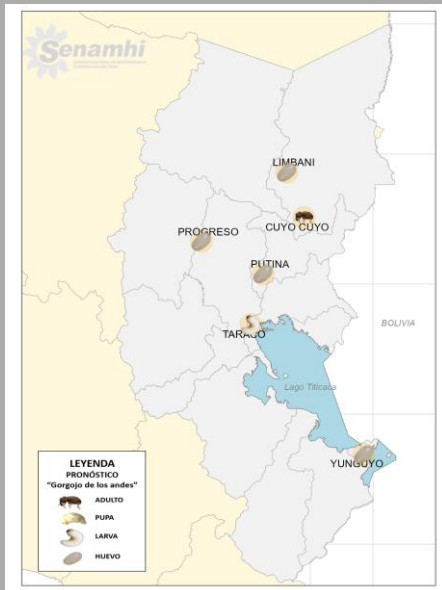 Senamhi
LIMBANI
CUYO CUYO
PROGRESO
PUTINA
TARACO
BOLIVIA
Lago Titicaca
YUNGUYO
LEYENDA
PRONÓSTICO
"Gorgojo de los andes"
ADULTO
PUPA
LARVA
HUEVO